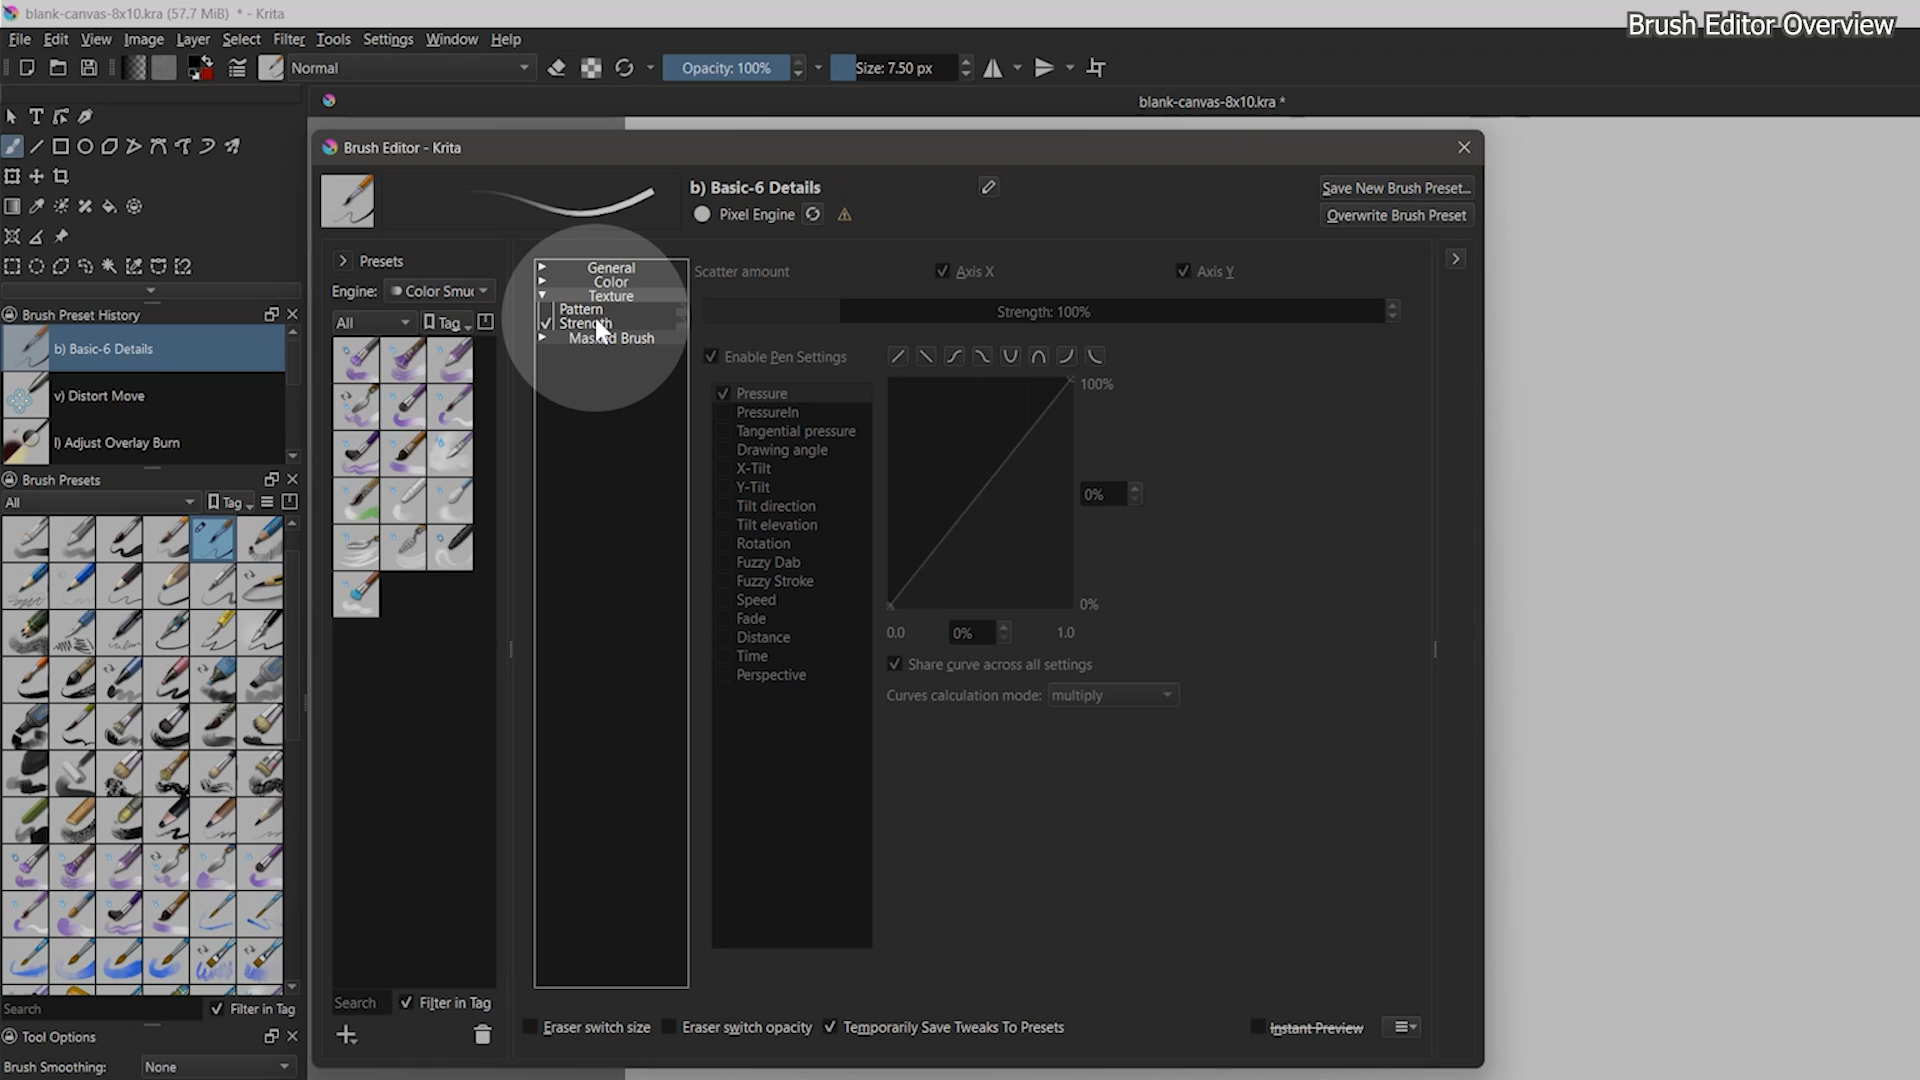 blank-canvas-8x10.kra (57.7 MiB) * - Krita
Brush Editor Overview
File Edit View Image Layer Select Filter Tools Settings Window Help
Normal
Opacity: 100%
Size: 7.50 px
blank-canvas-8x10.kra *
Brush Editor - Krita
b) Basic-6 Details
Pixel Engine
Save New Brush Preset...
Overwrite Brush Preset
Presets
Engine: Color Smu
All
Tag
General
Color
Texture
Pattern
Strength
Masked Brush
Scatter amount
Axis X
Axis Y
Strength: 100%
Enable Pen Settings
Pressure
PressureIn
Tangential pressure
Drawing angle
X-Tilt
Y-Tilt
Tilt direction
Tilt elevation
Rotation
Fuzzy Dab
Fuzzy Stroke
Speed
Fade
Distance
Time
Perspective
100%
0%
0%
0.0
0%
1.0
Share curve across all settings
Curves calculation mode: multiply
Search
Filter in Tag
Eraser switch size
Eraser switch opacity
Temporarily Save Tweaks To Presets
Instant Preview
Brush Preset History
b) Basic-6 Details
v) Distort Move
l) Adjust Overlay Burn
Brush Presets
All
Tag
Search
Filter in Tag
Tool Options
Brush Smoothing: None